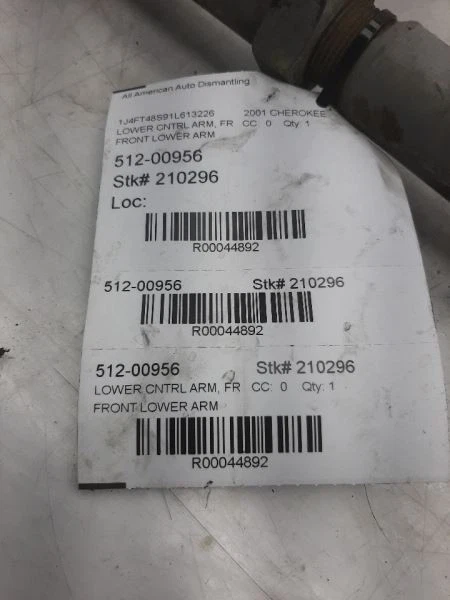 All American Auto Dismantling
1J4FT48S91L613226 2001 CHEROKEE
LOWER CNTRL ARM, FR CC: 0 Qty: 1
FRONT LOWER ARM
512-00956
Stk# 210296
Loc:
R00044892
512-00956 Stk# 210296
R00044892
512-00956 Stk# 210296
LOWER CNTRL ARM, FR CC: 0 Qty: 1
FRONT LOWER ARM
R00044892